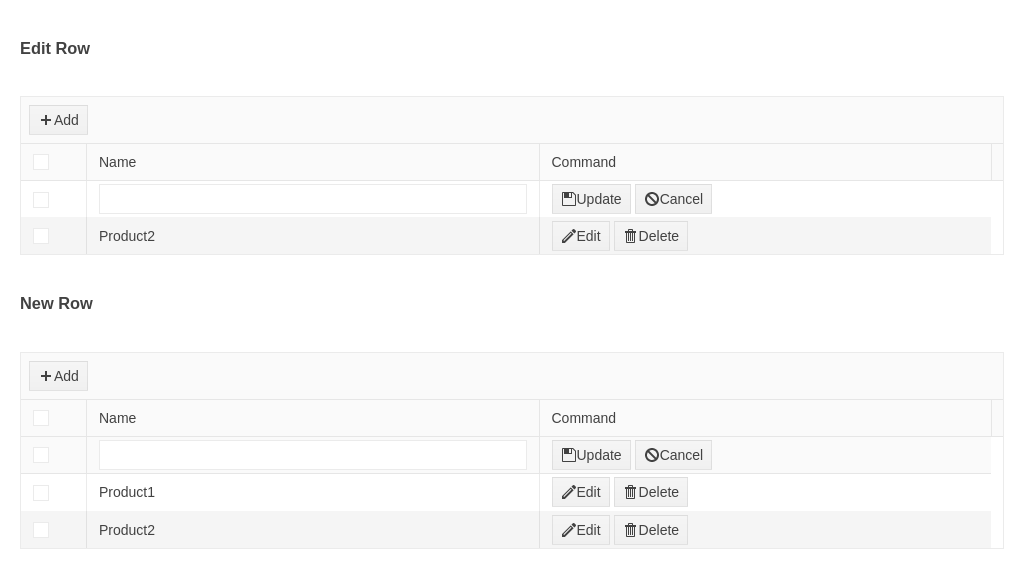 Edit Row
Add
Name Command
Update Cancel
Product2 Edit Delete
New Row
Add
Name Command
Update Cancel
Product1 Edit Delete
Product2 Edit Delete